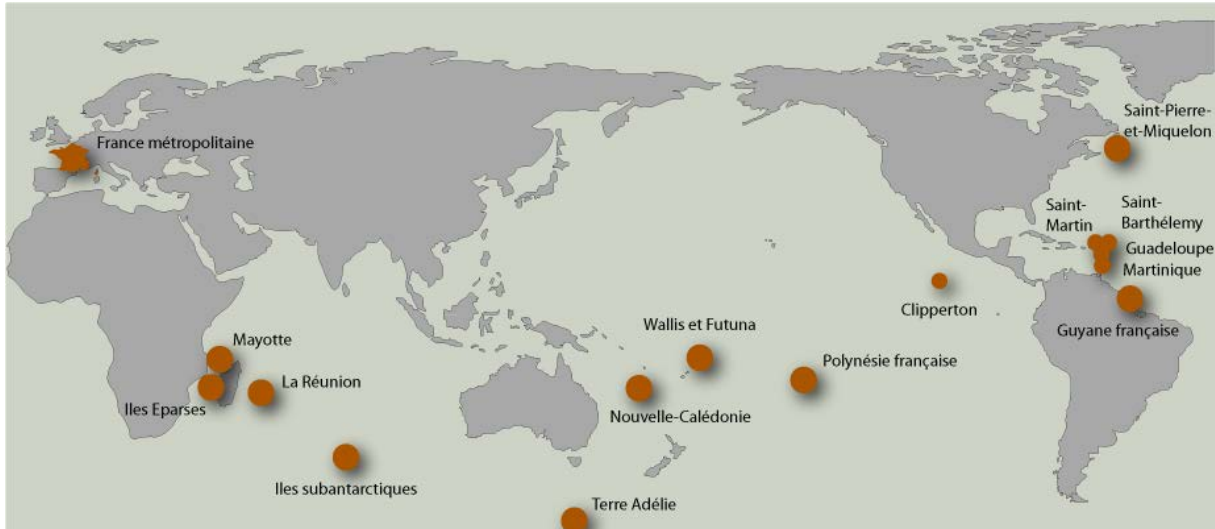 Saint-Pierre-
et-Miquelon
France métropolitaine
Saint-
Martin
Saint-
Barthélemy
Guadeloupe
Martinique
Clipperton
Guyane française
Wallis et Futuna
Mayotte
Polynésie française
La Réunion
Iles Eparses
Nouvelle-Calédonie
Iles subantarctiques
Terre Adélie